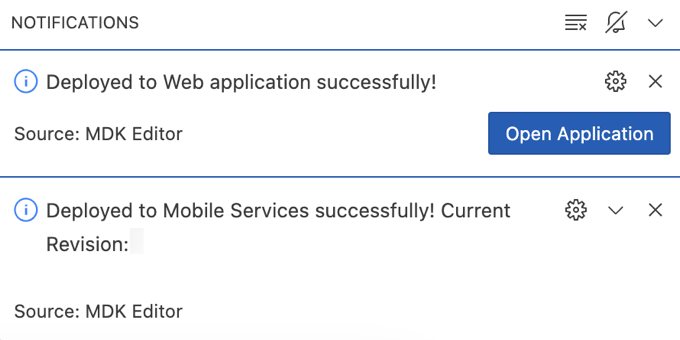 NOTIFICATIONS
Deployed to Web application successfully!
Source: MDK Editor
Open Application
Deployed to Mobile Services successfully! Current
Revision:
Source: MDK Editor